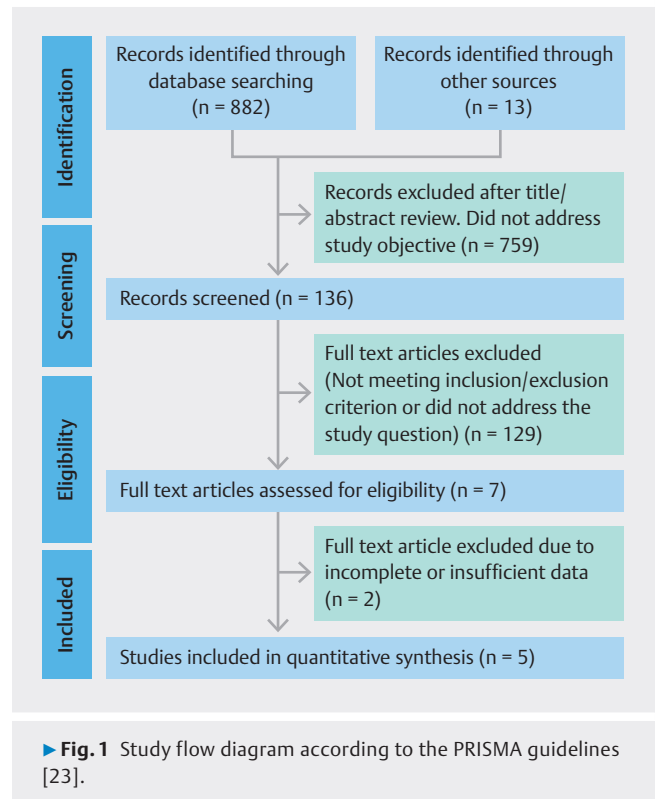 Identification
Records identified through
database searching
(n = 882)
Records identified through
other sources
(n = 13)
Records excluded after title/
abstract review. Did not address
study objective (n = 759)
Screening
Records screened (n = 136)
Full text articles excluded
(Not meeting inclusion/exclusion
criterion or did not address the
study question) (n = 129)
Eligibility
Full text articles assessed for eligibility (n = 7)
Full text article excluded due to
incomplete or insufficient data
(n = 2)
Included
Studies included in quantitative synthesis (n = 5)
▶ Fig. 1 Study flow diagram according to the PRISMA guidelines
[23].